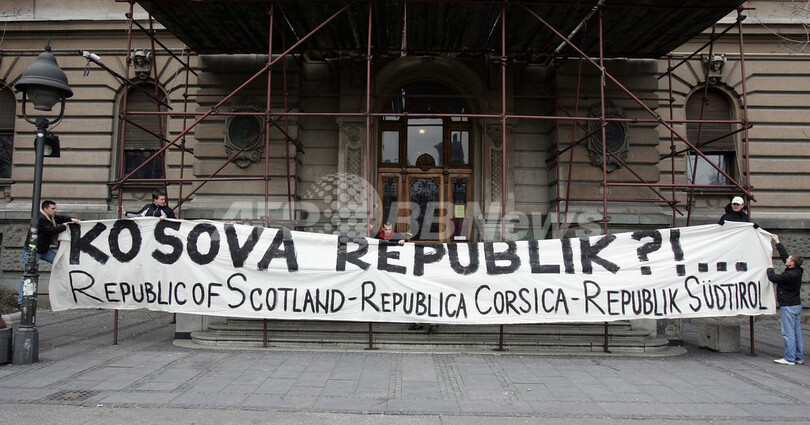 KOSOVA REPUBLIK?!...
REPUBLIC OF SCOTLAND-REPUBLICA CORSICA-REPUBLIK SÜDTIROL
AFP BB News